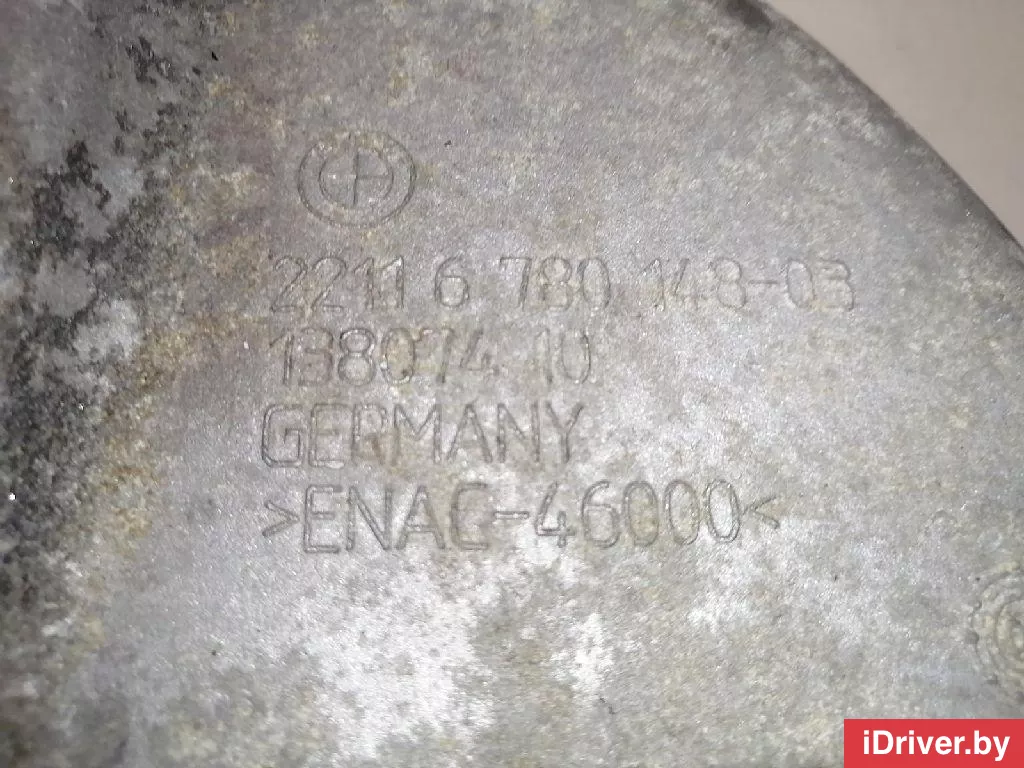 2211 6 780 148-03
138074 10
GERMANY
>ENAC-46000<
iDriver.by